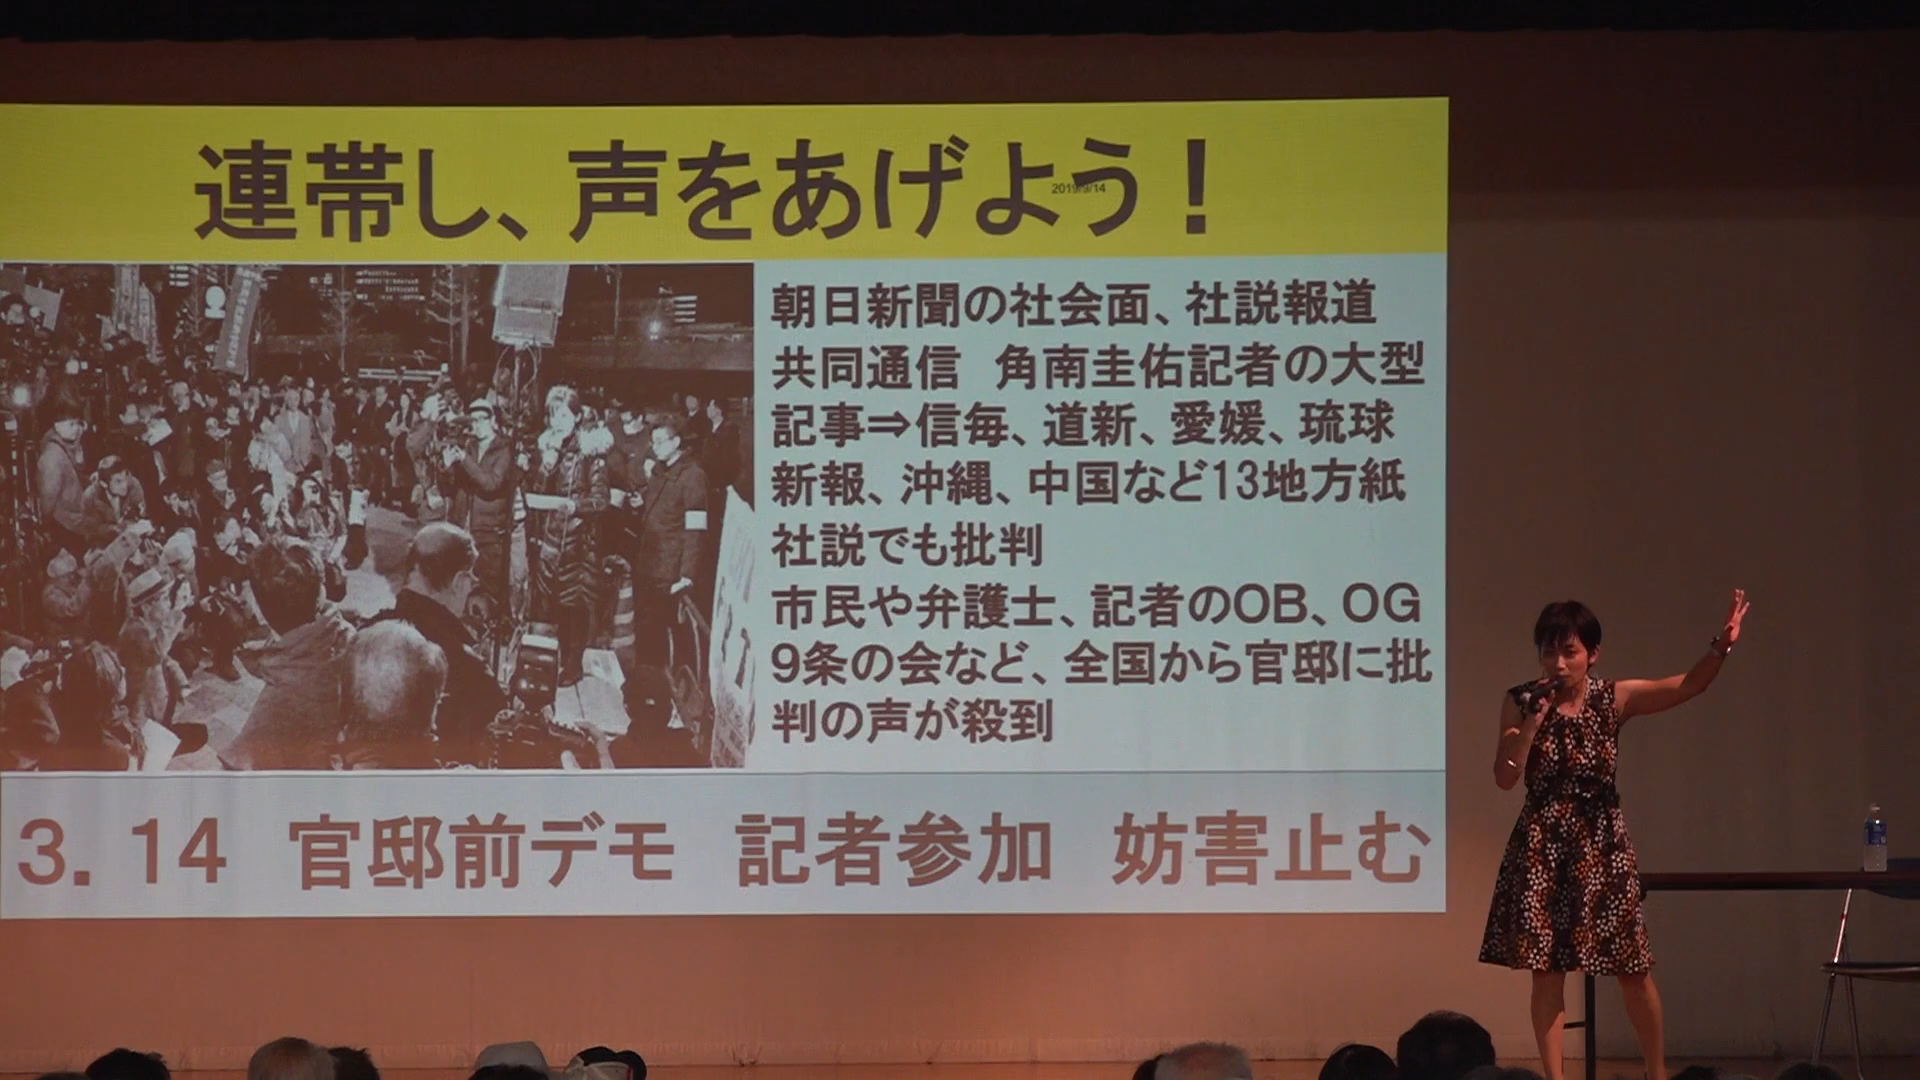 連帯し、声をあげよう！
2019/9/14
朝日新聞の社会面、社説報道
共同通信　角南圭佑記者の大型
記事⇒信毎、道新、愛媛、琉球
新報、沖縄、中国など13地方紙
社説でも批判
市民や弁護士、記者のOB、OG
9条の会など、全国から官邸に批
判の声が殺到
3．14　官邸前デモ　記者参加　妨害止む